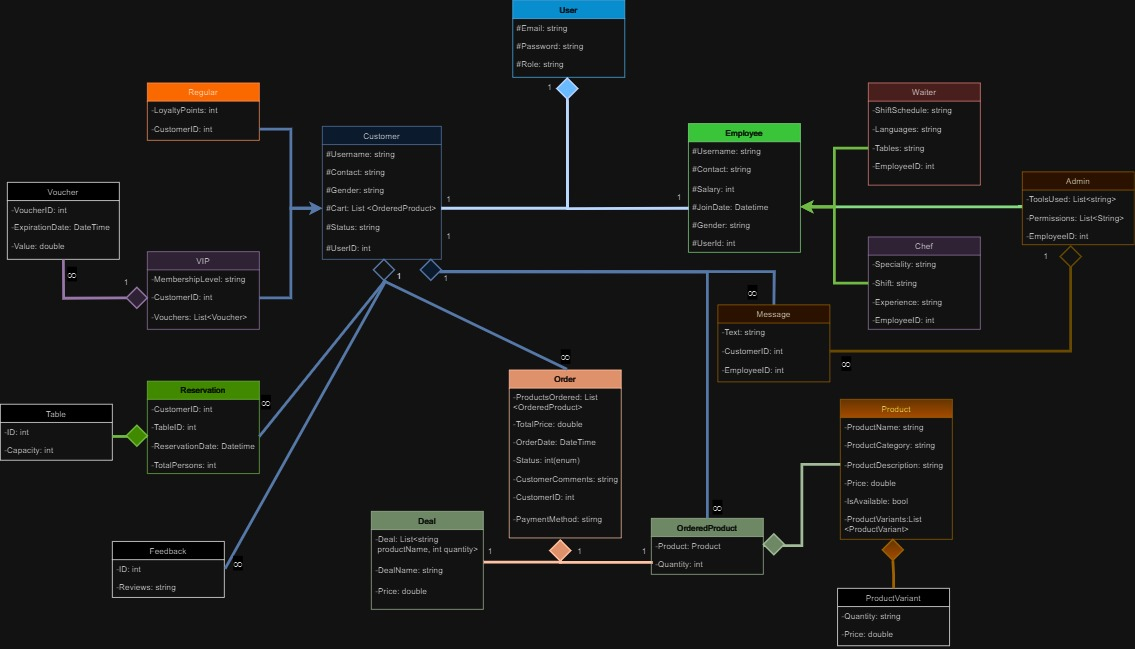 User
#Email: string
#Password: string
#Role: string
1
Regular
-LoyaltyPoints: int
-CustomerID: int
Customer
#Username: string
#Contact: string
#Gender: string
#Cart: List <OrderedProduct>
#Status: string
#UserID: int
1
1
1
1
Employee
#Username: string
#Contact: string
#Salary: int
#JoinDate: Datetime
#Gender: string
#UserId: int
1
Waiter
-ShiftSchedule: string
-Languages: string
-Tables: string
-EmployeeID: int
Admin
-ToolsUsed: List<string>
-Permissions: List<String>
-EmployeeID: int
1
Chef
-Speciality: string
-Shift: string
-Experience: string
-EmployeeID: int
Voucher
-VoucherID: int
-ExpirationDate: DateTime
-Value: double
∞
1
VIP
-MembershipLevel: string
-CustomerID: int
-Vouchers: List<Voucher>
∞
Message
-Text: string
-CustomerID: int
-EmployeeID: int
∞
Reservation
-CustomerID: int
-TableID: int
-ReservationDate: Datetime
-TotalPersons: int
∞
Table
-ID: int
-Capacity: int
∞
Order
-ProductsOrdered: List
<OrderedProduct>
-TotalPrice: double
-OrderDate: DateTime
-Status: int(enum)
-CustomerComments: string
-CustomerID: int
-PaymentMethod: stirng
1
Product
-ProductName: string
-ProductCategory: string
-ProductDescription: string
-Price: double
-IsAvailable: bool
-ProductVariants:List
<ProductVariant>
Deal
-Deal: List<string
productName, int quantity>
-DealName: string
-Price: double
1
∞
1
OrderedProduct
-Product: Product
-Quantity: int
Feedback
-ID: int
-Reviews: string
∞
ProductVariant
-Quantity: string
-Price: double